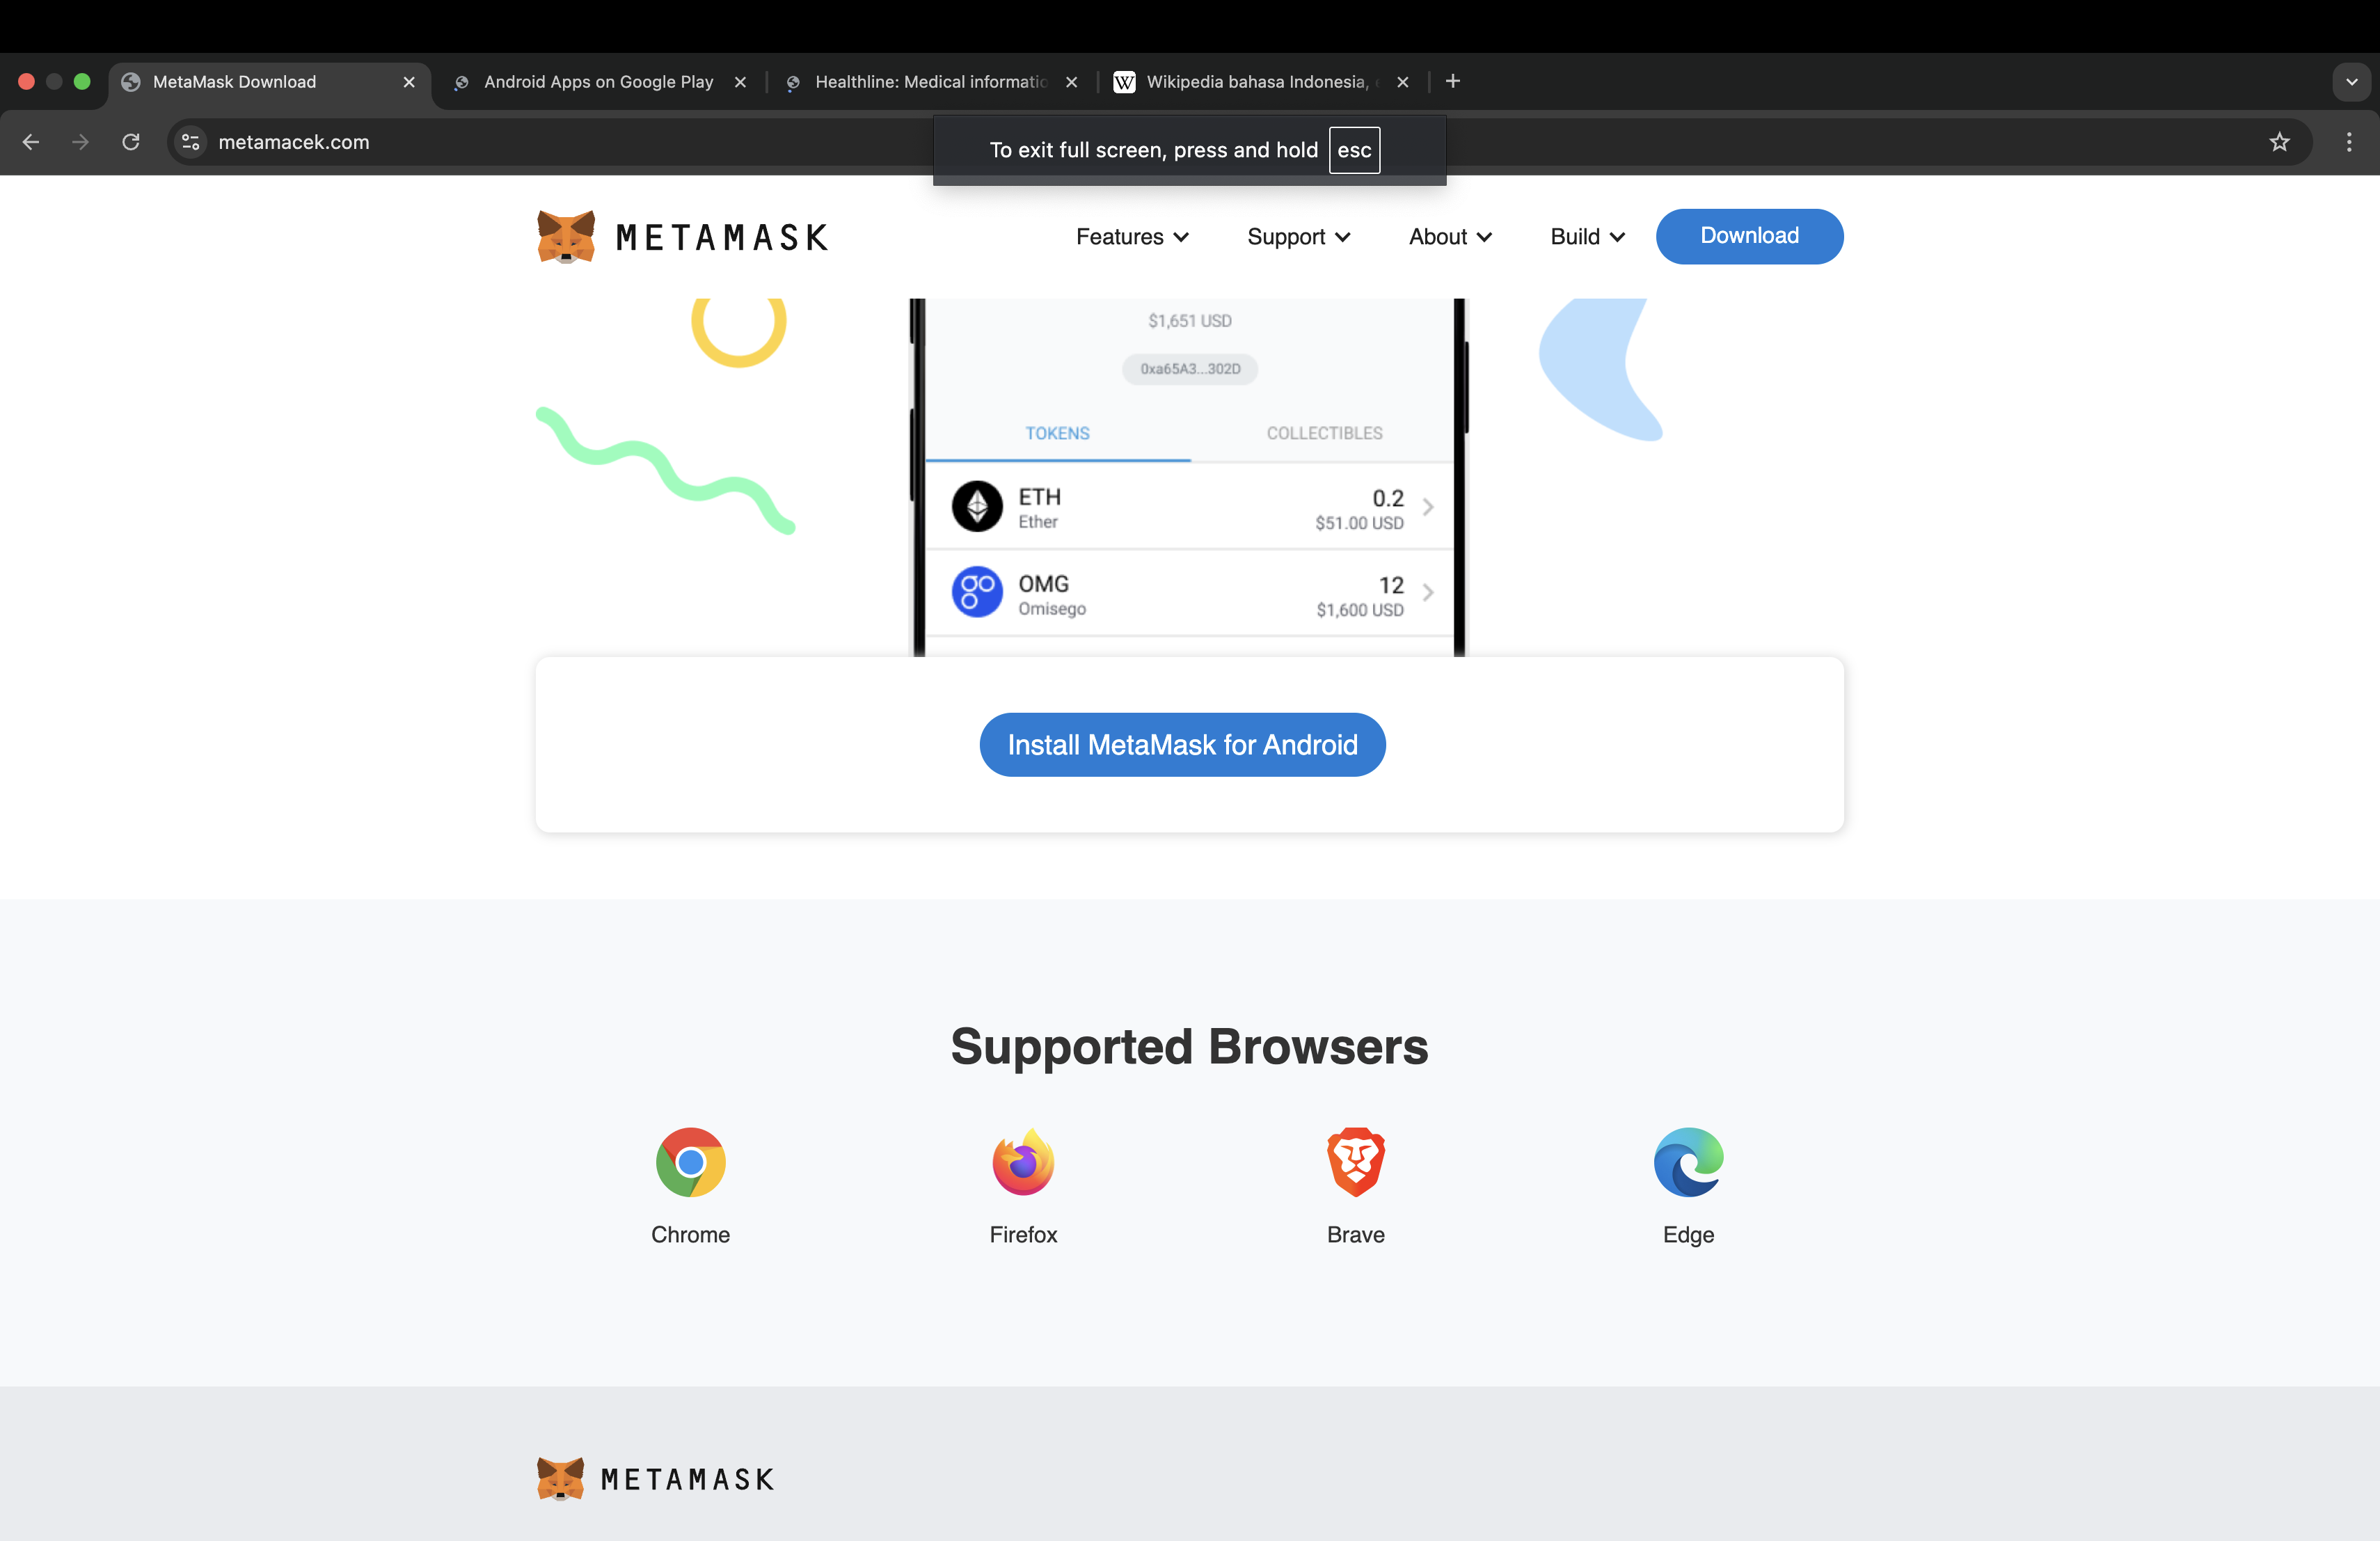 MetaMask Download
Android Apps on Google Play
Healthline: Medical informatio
Wikipedia bahasa Indonesia,
metamacek.com
To exit full screen, press and hold esc
METAMASK
Features
Support
About
Build
Download
$1,651 USD
0xa65A3...302D
TOKENS
COLLECTIBLES
ETH
0.2
Ether
$51.00 USD
OMG
12
Omisego
$1,600 USD
Install MetaMask for Android
Supported Browsers
Chrome
Firefox
Brave
Edge
METAMASK